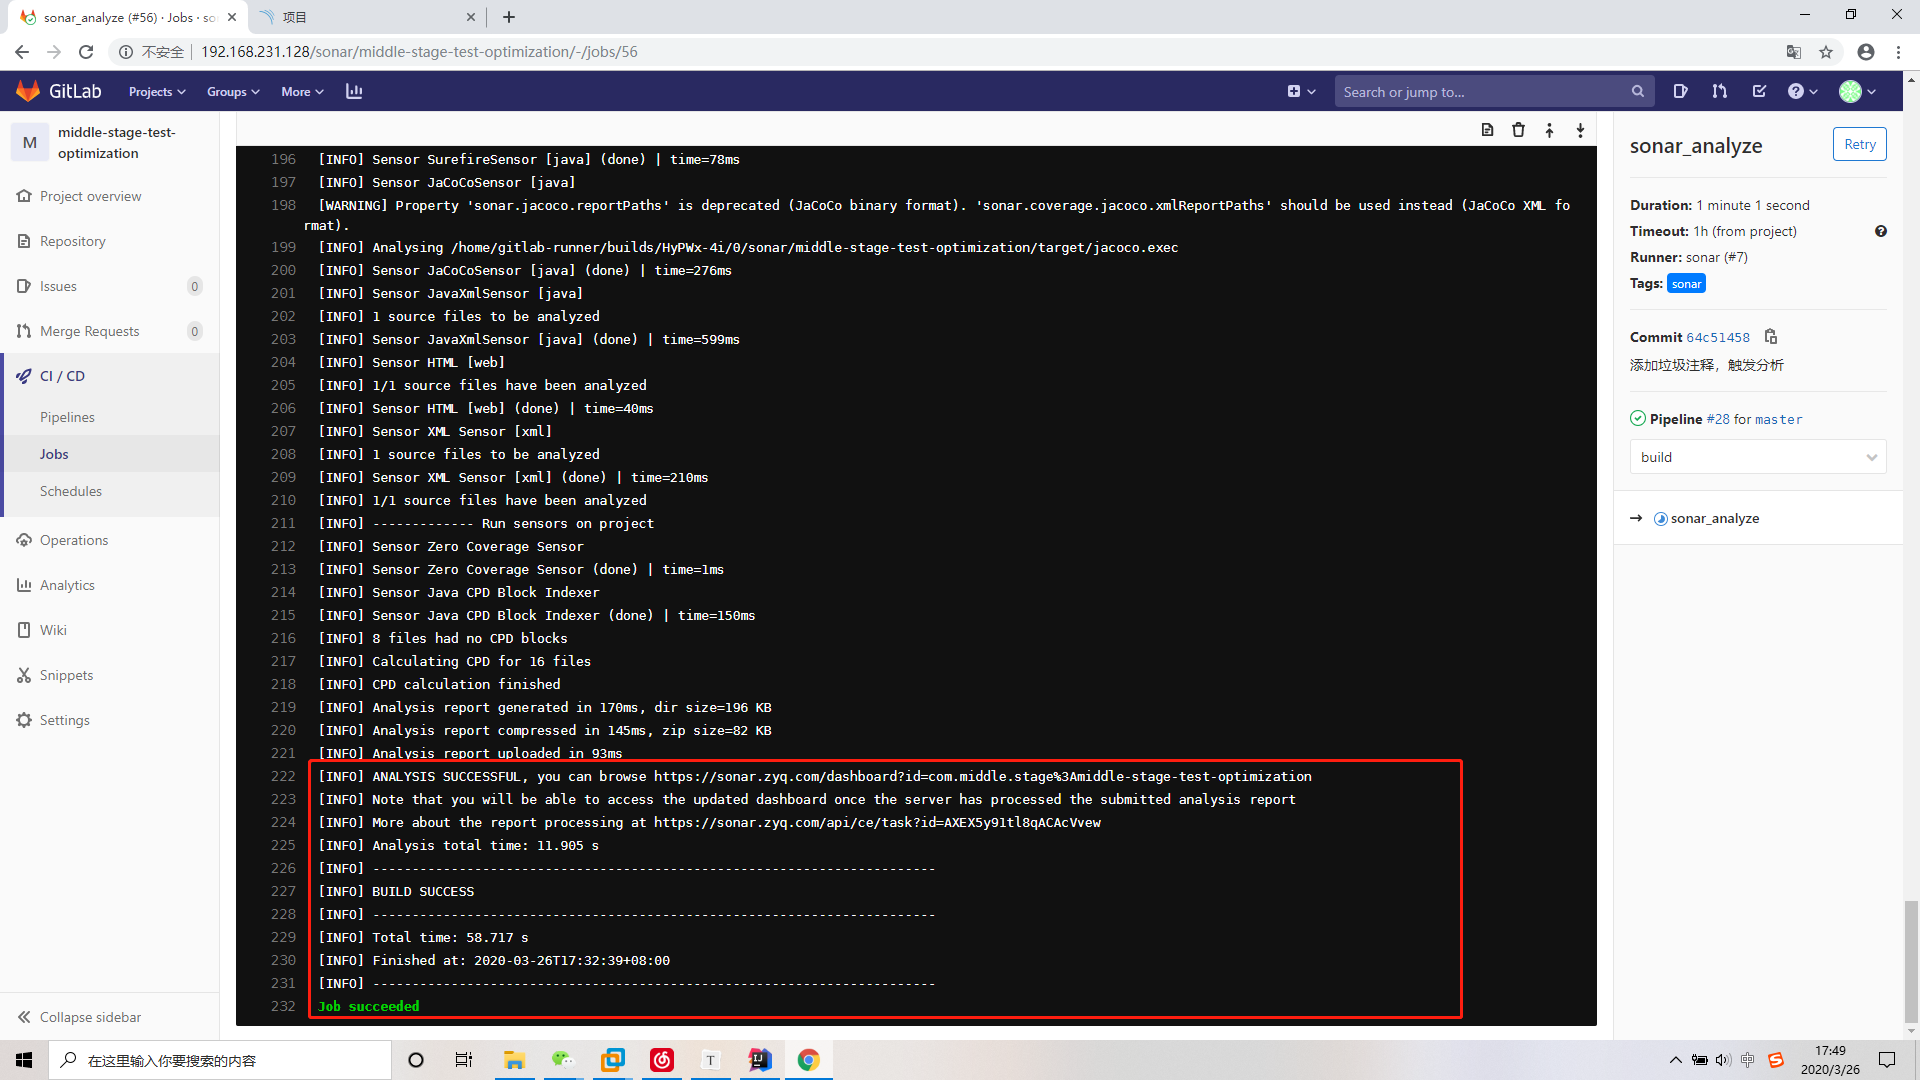 sonar_analyze (#56) · Jobs · so
项目
不安全
192.168.231.128/sonar/middle-stage-test-optimization/-/jobs/56
GitLab
Projects
Groups
More
Search or jump to...
M
middle-stage-test-optimization
Project overview
Repository
Issues 0
Merge Requests 0
CI / CD
Pipelines
Jobs
Schedules
Operations
Analytics
Wiki
Snippets
Settings
Collapse sidebar
196 [INFO] Sensor SurefireSensor [java] (done) | time=78ms
197 [INFO] Sensor JaCoCoSensor [java]
198 [WARNING] Property 'sonar.jacoco.reportPaths' is deprecated (JaCoCo binary format). 'sonar.coverage.jacoco.xmlReportPaths' should be used instead (JaCoCo XML fo
rmat).
199 [INFO] Analysing /home/gitlab-runner/builds/HyPWx-4i/0/sonar/middle-stage-test-optimization/target/jacoco.exec
200 [INFO] Sensor JaCoCoSensor [java] (done) | time=276ms
201 [INFO] Sensor JavaXmlSensor [java]
202 [INFO] 1 source files to be analyzed
203 [INFO] Sensor JavaXmlSensor [java] (done) | time=599ms
204 [INFO] Sensor HTML [web]
205 [INFO] 1/1 source files have been analyzed
206 [INFO] Sensor HTML [web] (done) | time=40ms
207 [INFO] Sensor XML Sensor [xml]
208 [INFO] 1 source files to be analyzed
209 [INFO] Sensor XML Sensor [xml] (done) | time=210ms
210 [INFO] 1/1 source files have been analyzed
211 [INFO] ------------- Run sensors on project
212 [INFO] Sensor Zero Coverage Sensor
213 [INFO] Sensor Zero Coverage Sensor (done) | time=1ms
214 [INFO] Sensor Java CPD Block Indexer
215 [INFO] Sensor Java CPD Block Indexer (done) | time=150ms
216 [INFO] 8 files had no CPD blocks
217 [INFO] Calculating CPD for 16 files
218 [INFO] CPD calculation finished
219 [INFO] Analysis report generated in 170ms, dir size=196 KB
220 [INFO] Analysis report compressed in 145ms, zip size=82 KB
221 [INFO] Analysis report uploaded in 93ms
222 [INFO] ANALYSIS SUCCESSFUL, you can browse https://sonar.zyq.com/dashboard?id=com.middle.stage%3Amiddle-stage-test-optimization
223 [INFO] Note that you will be able to access the updated dashboard once the server has processed the submitted analysis report
224 [INFO] More about the report processing at https://sonar.zyq.com/api/ce/task?id=AXEX5y91tl8qACAcVvew
225 [INFO] Analysis total time: 11.905 s
226 [INFO] ------------------------------------------------------------------------
227 [INFO] BUILD SUCCESS
228 [INFO] ------------------------------------------------------------------------
229 [INFO] Total time: 58.717 s
230 [INFO] Finished at: 2020-03-26T17:32:39+08:00
231 [INFO] ------------------------------------------------------------------------
232 Job succeeded
sonar_analyze
Retry
Duration: 1 minute 1 second
Timeout: 1h (from project)
Runner: sonar (#7)
Tags: sonar
Commit 64c51458
添加垃圾注释，触发分析
Pipeline #28 for master
build
sonar_analyze
在这里输入你要搜索的内容
T
中
17:49
2020/3/26